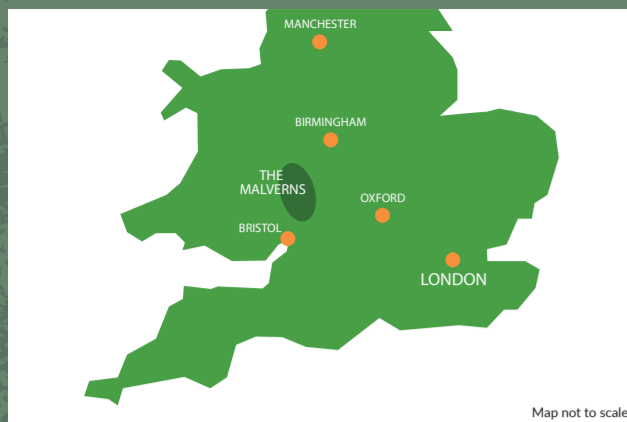 MANCHESTER
BIRMINGHAM
THE
MALVERNS
OXFORD
BRISTOL
LONDON
Map not to scale